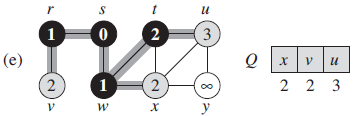 r s t u
(e) 1 0 2 3 Q x v u
2 1 2 ∞ 2 2 3
v w x y